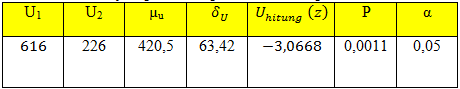 U1 U2 μu δU Uhitung (z) P α
616 226 420,5 63,42 −3,0668 0,0011 0,05